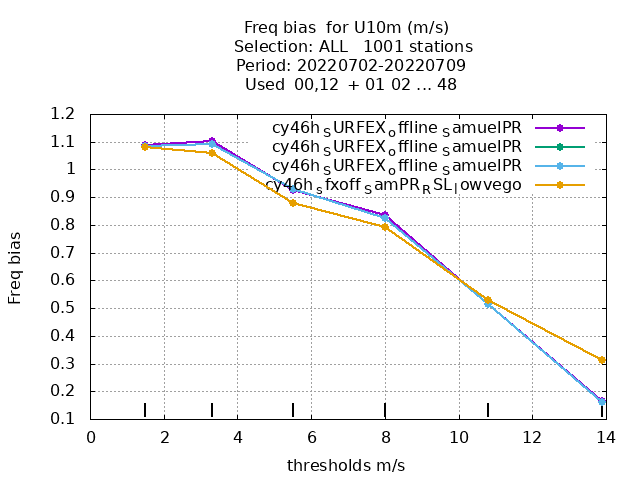 Freq bias for U10m (m/s)
Selection: ALL 1001 stations
Period: 20220702-20220709
Used 00,12 + 01 02 ... 48
cy46h_SURFEX_offline_SamuelPR
cy46h_SURFEX_offline_SamuelPR
cy46h_SURFEX_offline_SamuelPR
cy46h_sfxoff_SamPR_RSL_lowvego
1.2
1.1
1
0.9
0.8
0.7
0.6
0.5
0.4
0.3
0.2
0.1
Freq bias
0 2 4 6 8 10 12 14
thresholds m/s